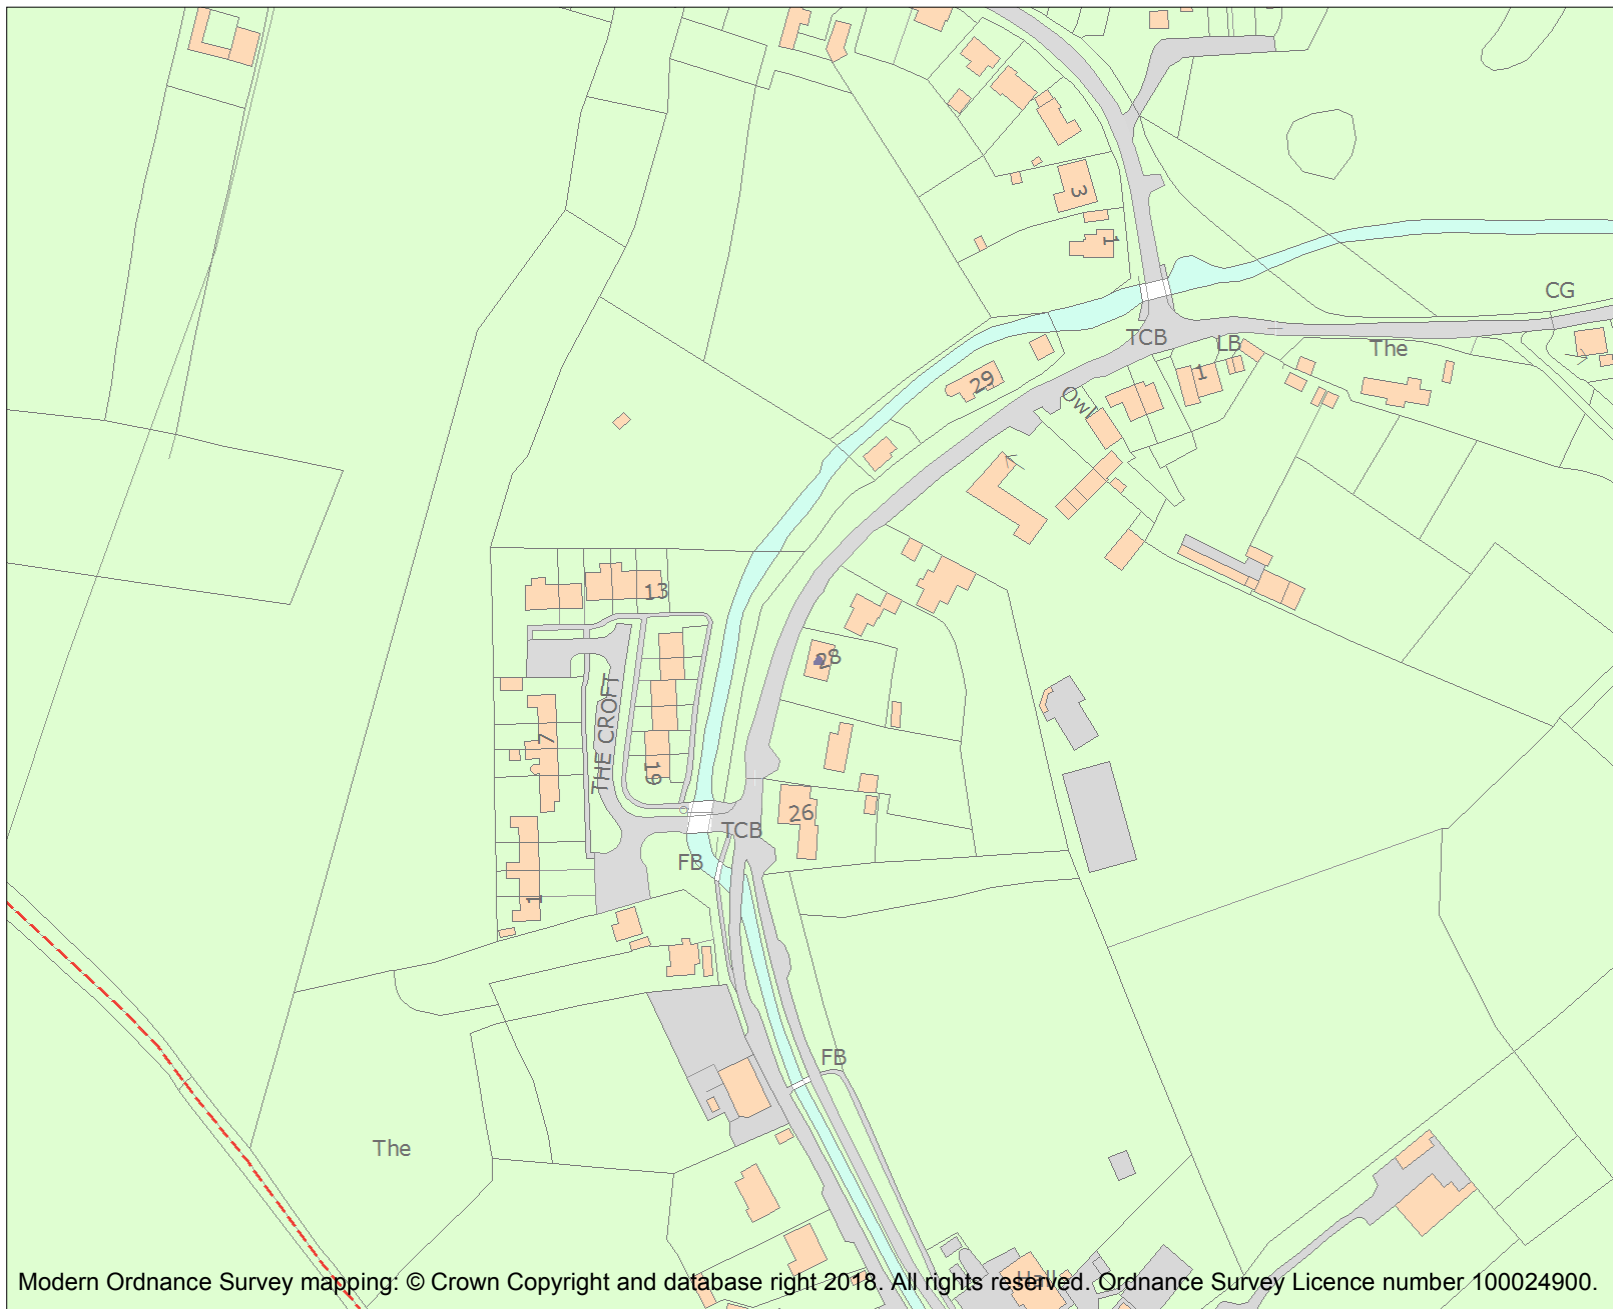 3
1
CG
TCB
LB
The
1
29
Owl
13
28
THE CROFT
7
19
26
TCB
FB
1
FB
The
Hall
Modern Ordnance Survey mapping: © Crown Copyright and database right 2018. All rights reserved. Ordnance Survey Licence number 100024900.